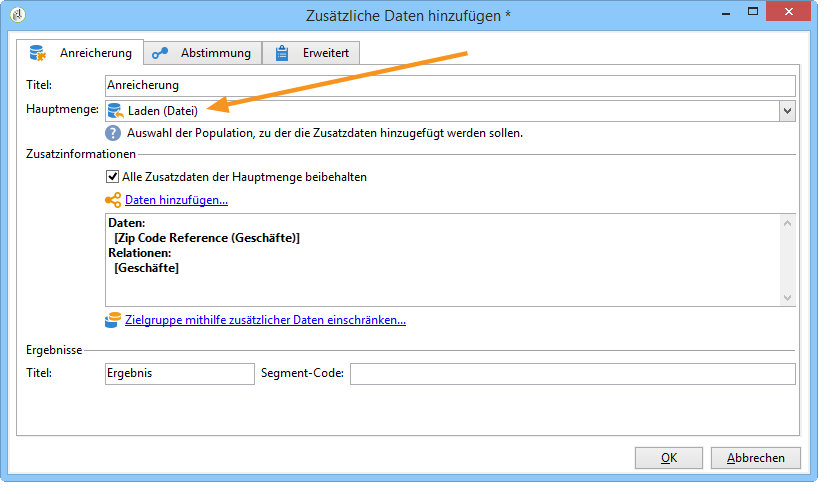 Zusätzliche Daten hinzufügen *
Anreicherung Abstimmung Erweitert
Titel: Anreicherung
Hauptmenge: Laden (Datei)
? Auswahl der Population, zu der die Zusatzdaten hinzugefügt werden sollen.
Zusatzinformationen
Alle Zusatzdaten der Hauptmenge beibehalten
Daten hinzufügen...
Daten:
[Zip Code Reference (Geschäfte)]
Relationen:
[Geschäfte]
Zielgruppe mithilfe zusätzlicher Daten einschränken...
Ergebnisse
Titel: Ergebnis Segment-Code:
OK Abbrechen